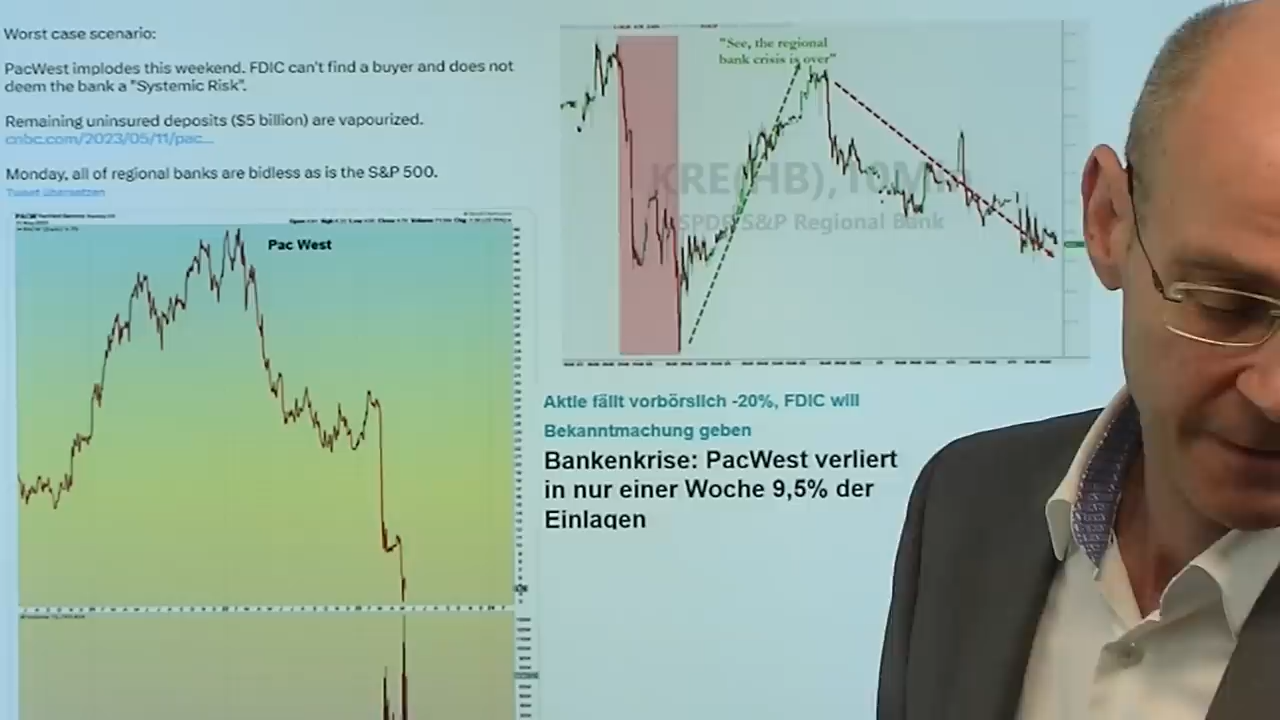 Worst case scenario:
PacWest implodes this weekend. FDIC can't find a buyer and does not
deem the bank a "Systemic Risk".
Remaining uninsured deposits ($5 billion) are vapourized.
cnbc.com/2023/05/11/pac...
Monday, all of regional banks are bidless as is the S&P 500.
Tweet übersetzen
Pac West
"See, the regional
bank crisis is over"
KRE(HB), 10Min
SPDR S&P Regional Bank
Aktie fällt vorbörslich -20%, FDIC will
Bekanntmachung geben
Bankenkrise: PacWest verliert
in nur einer Woche 9,5% der
Einlagen